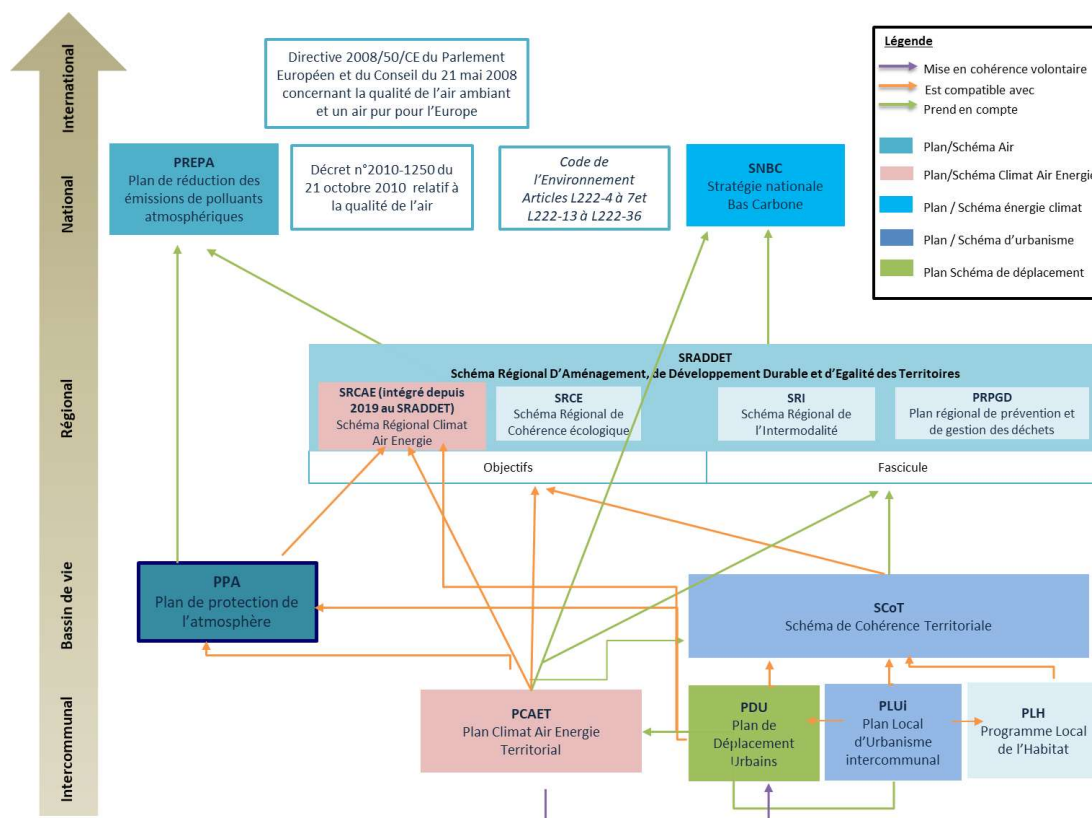 International
National
Régional
Bassin de vie
Intercommunal
Directive 2008/50/CE du Parlement
Européen et du Conseil du 21 mai 2008
concernant la qualité de l'air ambiant
et un air pur pour l'Europe
Légende
Mise en cohérence volontaire
Est compatible avec
Prend en compte
Plan/Schéma Air
Plan/Schéma Climat Air Energie
Plan / Schéma énergie climat
Plan / Schéma d'urbanisme
Plan Schéma de déplacement
PREPA
Plan de réduction des
émissions de polluants
atmosphériques
Décret n°2010-1250 du
21 octobre 2010 relatif à
la qualité de l'air
Code de
l'Environnement
Articles L222-4 à 7et
L222-13 à L222-36
SNBC
Stratégie nationale
Bas Carbone
SRADDET
Schéma Régional D'Aménagement, de Développement Durable et d'Egalité des Territoires
SRCAE (intégré depuis
2019 au SRADDET)
Schéma Régional Climat
Air Energie
SRCE
Schéma Régional de
Cohérence écologique
SRI
Schéma Régional de
l'Intermodalité
PRPGD
Plan régional de prévention et
de gestion des déchets
Objectifs
Fascicule
PPA
Plan de protection de
l'atmosphère
SCoT
Schéma de Cohérence Territoriale
PCAET
Plan Climat Air Energie
Territorial
PDU
Plan de
Déplacement
Urbains
PLUi
Plan Local
d'Urbanisme
intercommunal
PLH
Programme Local
de l'Habitat